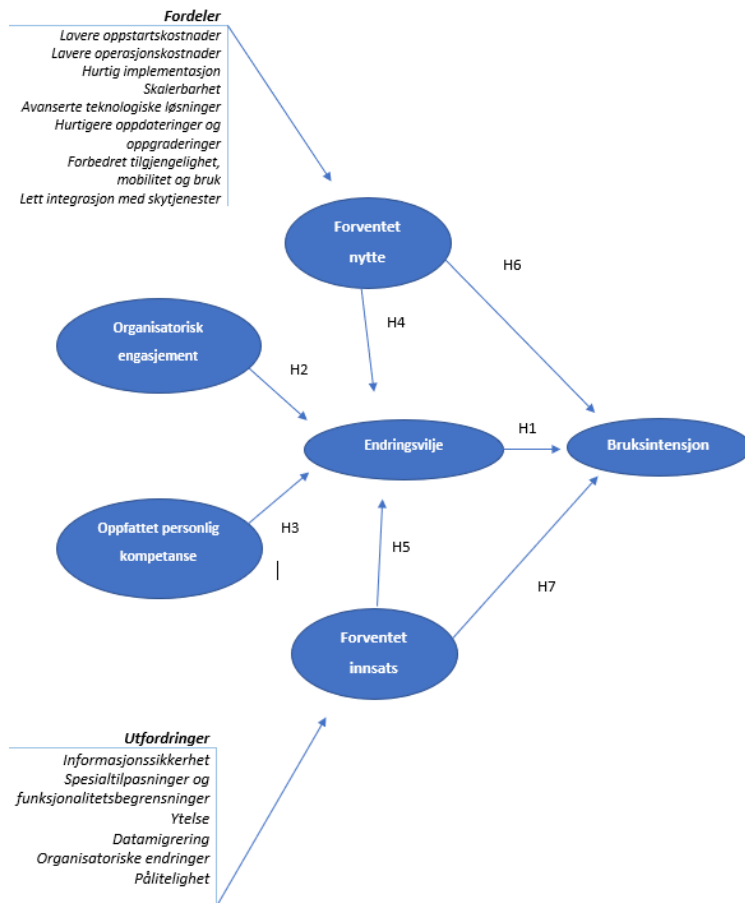 Fordeler
Lavere oppstartskostnader
Lavere operasjonskostnader
Hurtig implementasjon
Skalerbarhet
Avanserte teknologiske løsninger
Hurtigere oppdateringer og
oppgraderinger
Forbedret tilgjengelighet,
mobilitet og bruk
Lett integrasjon med skytjenester
Forventet
nytte
H6
H4
Organisatorisk
engasjement
H2
Endringsvilje
H1
Bruksintensjon
Oppfattet personlig
kompetanse
H3
H5
H7
Forventet
innsats
Utfordringer
Informasjonssikkerhet
Spesialtilpasninger og
funksjonalitetsbegrensninger
Ytelse
Datamigrering
Organisatoriske endringer
Pålitelighet